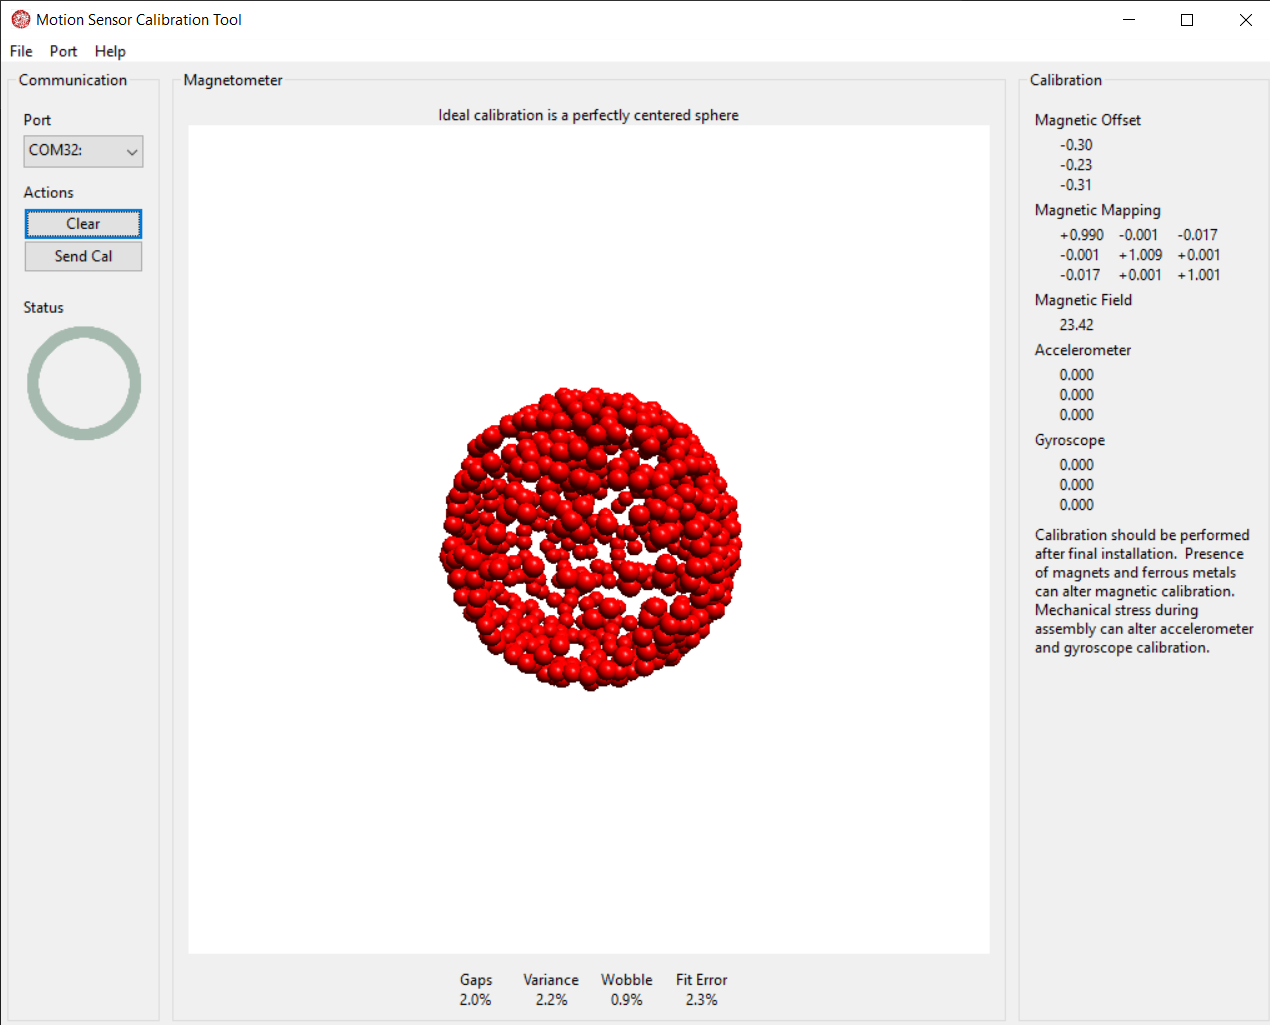 Motion Sensor Calibration Tool
File Port Help
Communication
Port
COM32:
Actions
Clear
Send Cal
Status
Magnetometer
Ideal calibration is a perfectly centered sphere
Gaps Variance Wobble Fit Error
2.0% 2.2% 0.9% 2.3%
Calibration
Magnetic Offset
-0.30
-0.23
-0.31
Magnetic Mapping
+0.990 -0.001 -0.017
-0.001 +1.009 +0.001
-0.017 +0.001 +1.001
Magnetic Field
23.42
Accelerometer
0.000
0.000
0.000
Gyroscope
0.000
0.000
0.000
Calibration should be performed
after final installation. Presence
of magnets and ferrous metals
can alter magnetic calibration.
Mechanical stress during
assembly can alter accelerometer
and gyroscope calibration.